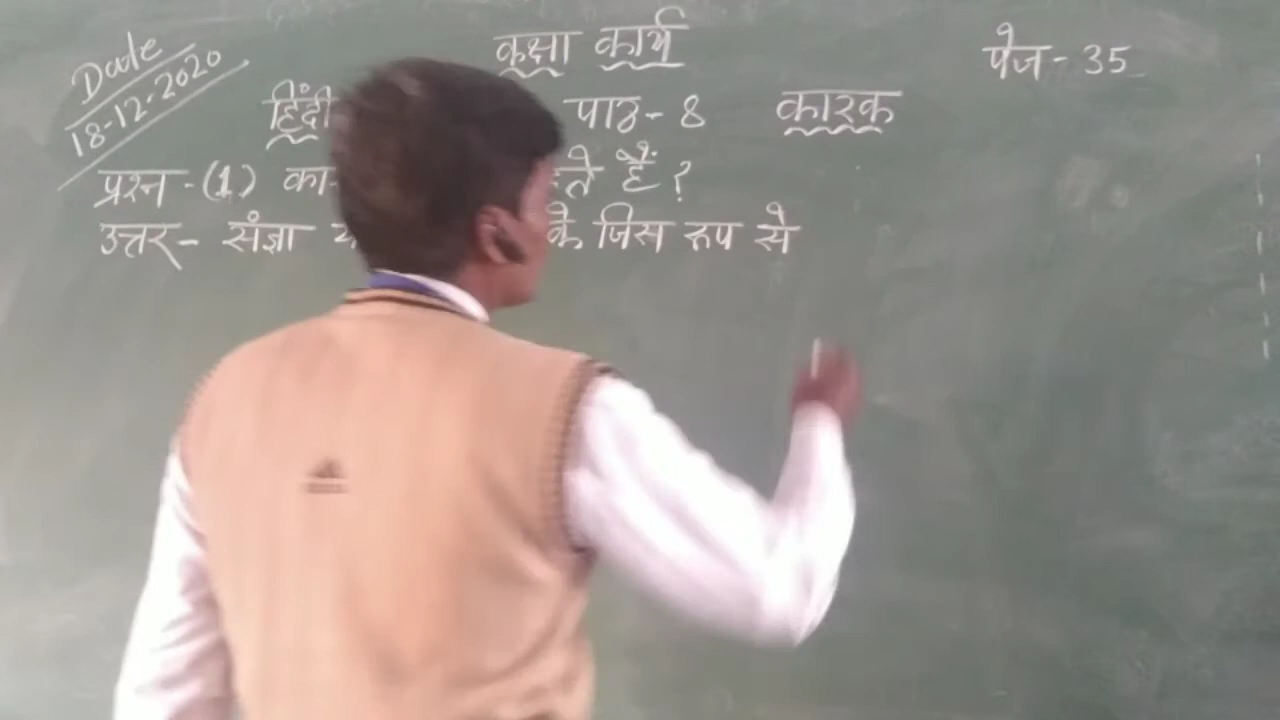 Date
18-12-2020
कक्षा कार्य
पेज - 35
हिंदी पाठ - 8 कारक
प्रश्न - (1) का हैं ?
उत्तर - संज्ञा के जिस रूप से